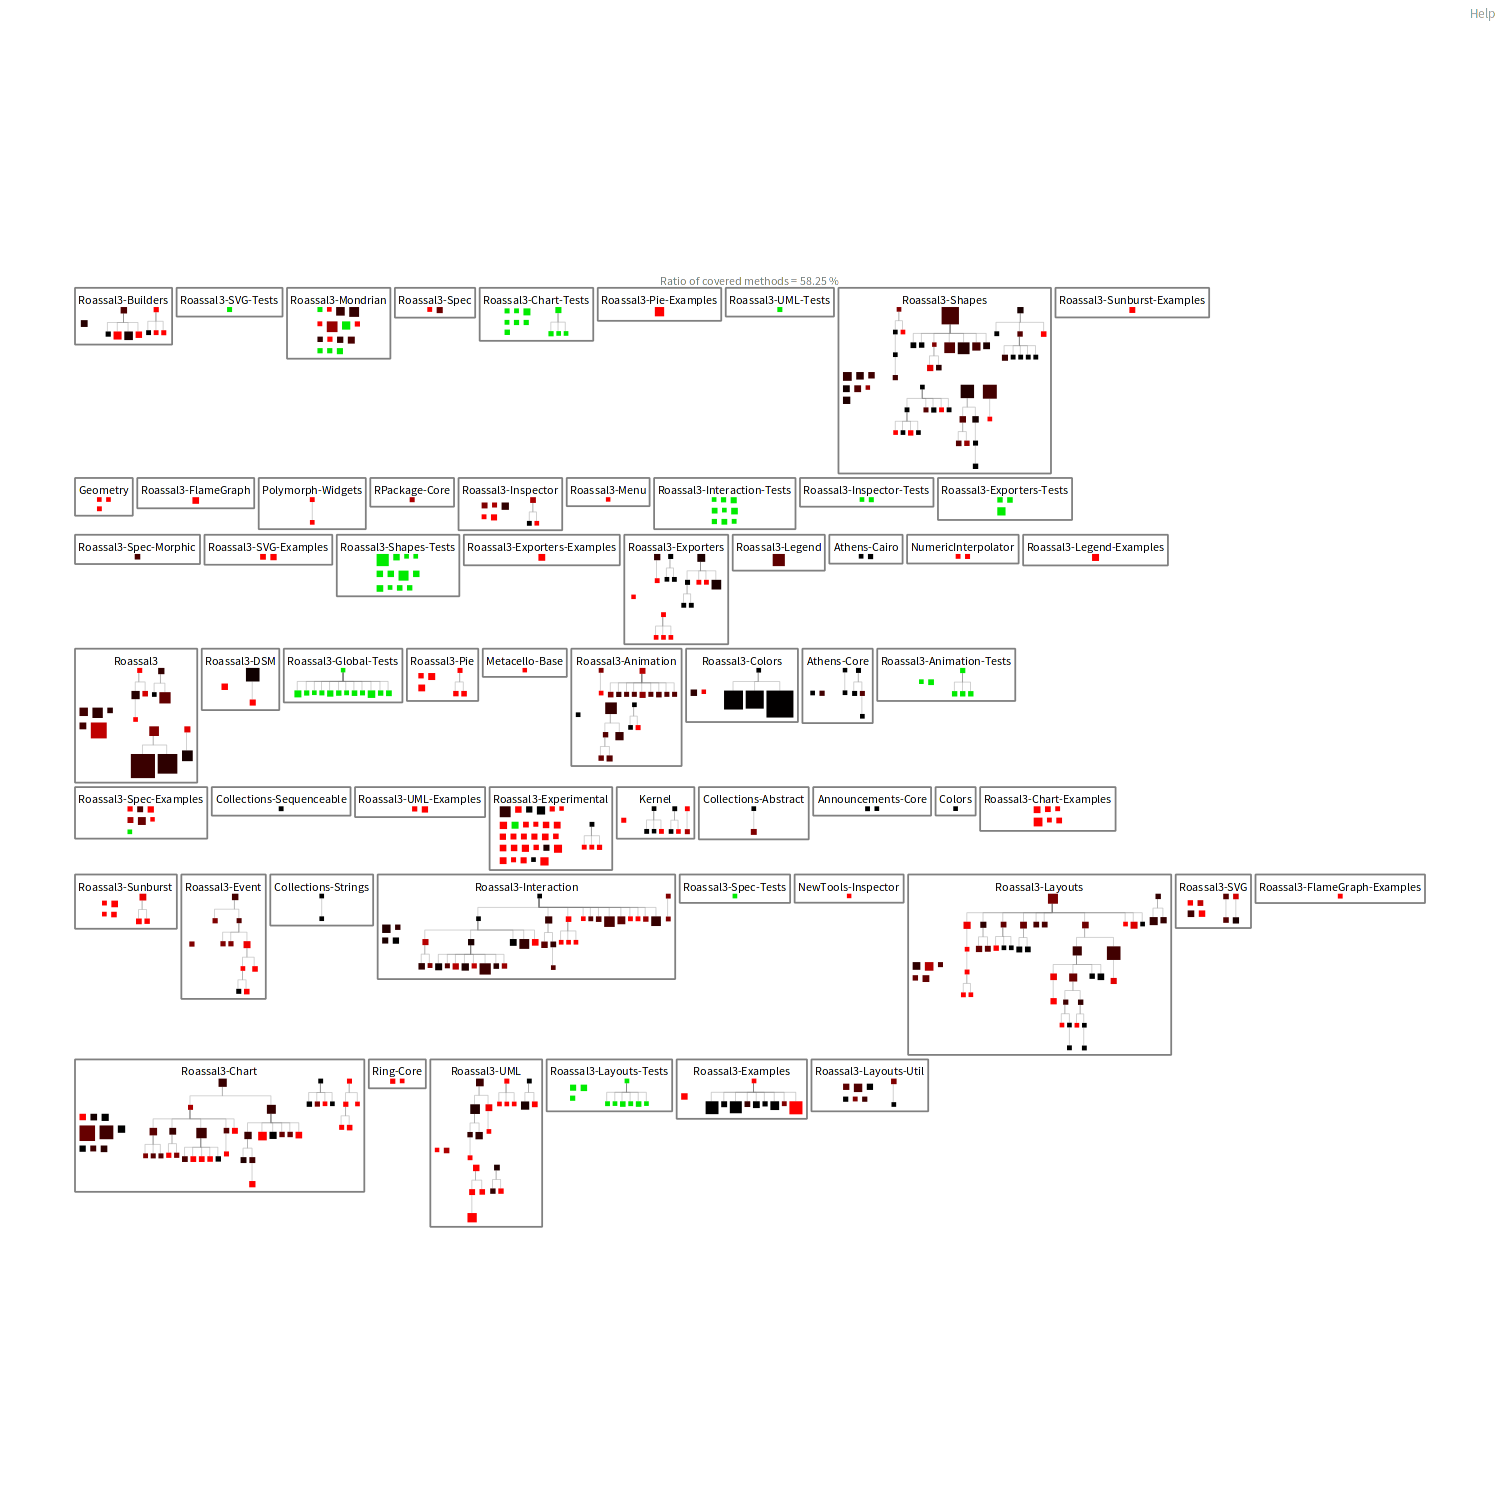 Help
Ratio of covered methods = 58.25 %
Roassal3-Builders
Roassal3-SVG-Tests
Roassal3-Mondrian
Roassal3-Spec
Roassal3-Chart-Tests
Roassal3-Pie-Examples
Roassal3-UML-Tests
Roassal3-Shapes
Roassal3-Sunburst-Examples
Geometry
Roassal3-FlameGraph
Polymorph-Widgets
RPackage-Core
Roassal3-Inspector
Roassal3-Menu
Roassal3-Interaction-Tests
Roassal3-Inspector-Tests
Roassal3-Exporters-Tests
Roassal3-Spec-Morphic
Roassal3-SVG-Examples
Roassal3-Shapes-Tests
Roassal3-Exporters-Examples
Roassal3-Exporters
Roassal3-Legend
Athens-Cairo
NumericInterpolator
Roassal3-Legend-Examples
Roassal3
Roassal3-DSM
Roassal3-Global-Tests
Roassal3-Pie
Metacello-Base
Roassal3-Animation
Roassal3-Colors
Athens-Core
Roassal3-Animation-Tests
Roassal3-Spec-Examples
Collections-Sequenceable
Roassal3-UML-Examples
Roassal3-Experimental
Kernel
Collections-Abstract
Announcements-Core
Colors
Roassal3-Chart-Examples
Roassal3-Sunburst
Roassal3-Event
Collections-Strings
Roassal3-Interaction
Roassal3-Spec-Tests
NewTools-Inspector
Roassal3-Layouts
Roassal3-SVG
Roassal3-FlameGraph-Examples
Roassal3-Chart
Ring-Core
Roassal3-UML
Roassal3-Layouts-Tests
Roassal3-Examples
Roassal3-Layouts-Util